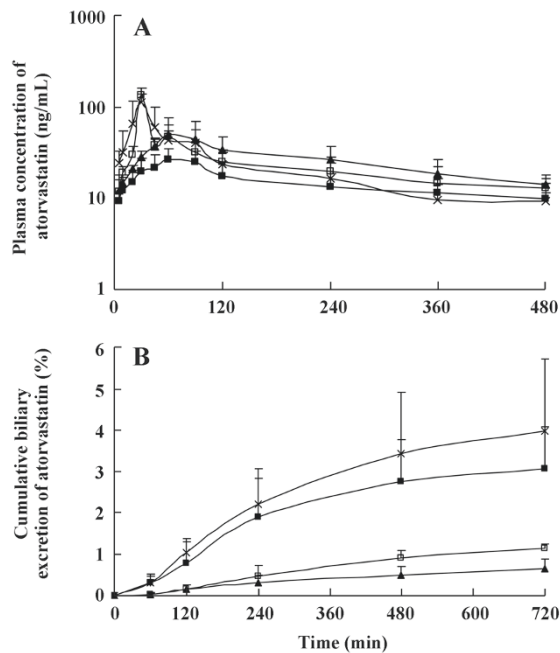 A
Plasma concentration of
atorvastatin (ng/mL)
1000
100
10
1
0 120 240 360 480
B
Cumulative biliary
excretion of atorvastatin (%)
6
5
4
3
2
1
0
0 120 240 360 480 600 720
Time (min)